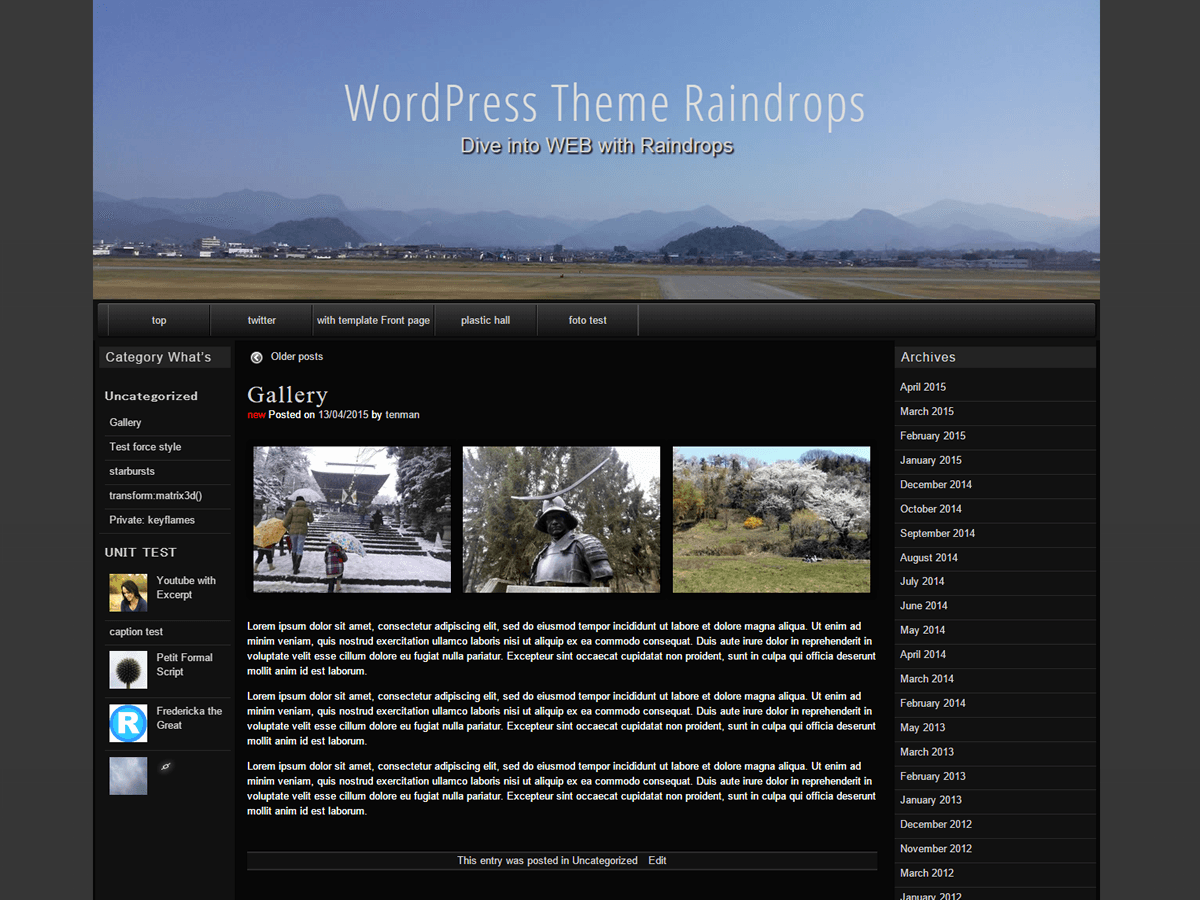 WordPress Theme Raindrops
Dive into WEB with Raindrops
top
twitter
with template Front page
plastic hall
foto test
Category What's
Uncategorized
Gallery
Test force style
starbursts
transform:matrix3d()
Private: keyflames
UNIT TEST
Youtube with
Excerpt
caption test
Petit Formal
Script
R
Fredericka the
Great
Older posts
Gallery
new Posted on 13/04/2015 by tenman
Lorem ipsum dolor sit amet, consectetur adipiscing elit, sed do eiusmod tempor incididunt ut labore et dolore magna aliqua. Ut enim ad
minim veniam, quis nostrud exercitation ullamco laboris nisi ut aliquip ex ea commodo consequat. Duis aute irure dolor in reprehenderit in
voluptate velit esse cillum dolore eu fugiat nulla pariatur. Excepteur sint occaecat cupidatat non proident, sunt in culpa qui officia deserunt
mollit anim id est laborum.
Lorem ipsum dolor sit amet, consectetur adipiscing elit, sed do eiusmod tempor incididunt ut labore et dolore magna aliqua. Ut enim ad
minim veniam, quis nostrud exercitation ullamco laboris nisi ut aliquip ex ea commodo consequat. Duis aute irure dolor in reprehenderit in
voluptate velit esse cillum dolore eu fugiat nulla pariatur. Excepteur sint occaecat cupidatat non proident, sunt in culpa qui officia deserunt
mollit anim id est laborum.
Lorem ipsum dolor sit amet, consectetur adipiscing elit, sed do eiusmod tempor incididunt ut labore et dolore magna aliqua. Ut enim ad
minim veniam, quis nostrud exercitation ullamco laboris nisi ut aliquip ex ea commodo consequat. Duis aute irure dolor in reprehenderit in
voluptate velit esse cillum dolore eu fugiat nulla pariatur. Excepteur sint occaecat cupidatat non proident, sunt in culpa qui officia deserunt
mollit anim id est laborum.
This entry was posted in Uncategorized Edit
Archives
April 2015
March 2015
February 2015
January 2015
December 2014
October 2014
September 2014
August 2014
July 2014
June 2014
May 2014
April 2014
March 2014
February 2014
May 2013
March 2013
February 2013
January 2013
December 2012
November 2012
March 2012
January 2012